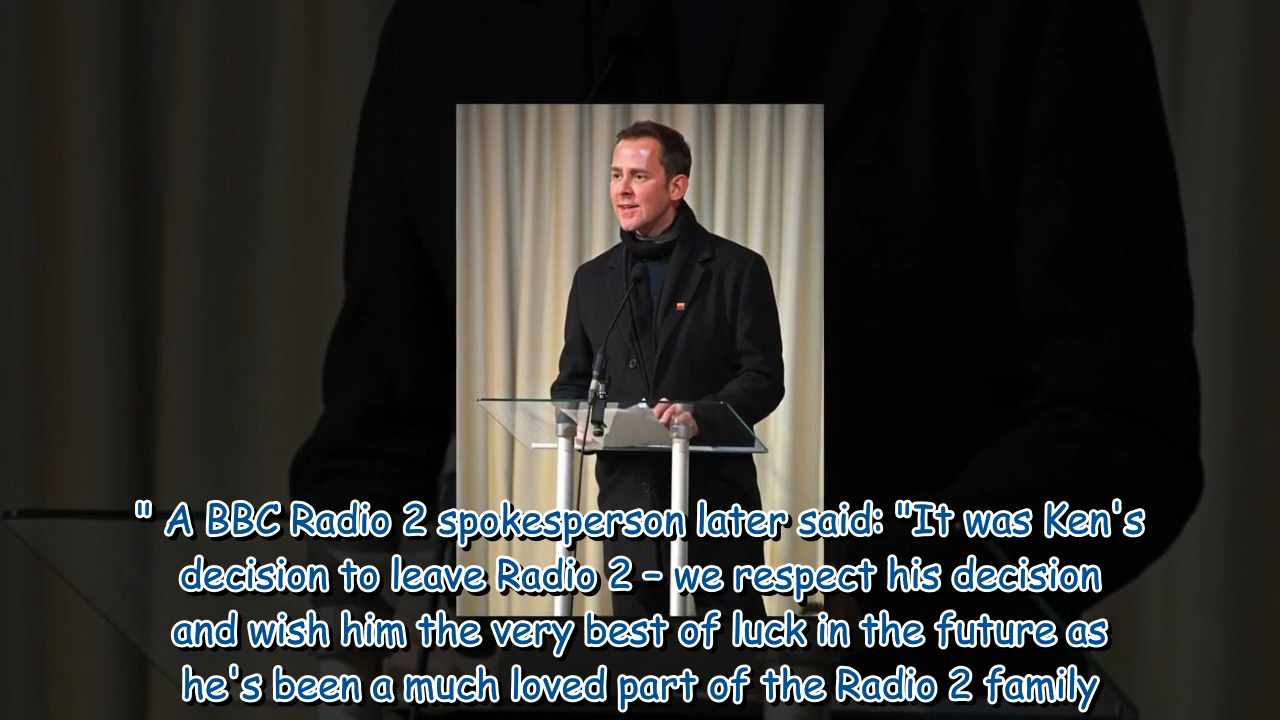 " A BBC Radio 2 spokesperson later said: "It was Ken's
decision to leave Radio 2 – we respect his decision
and wish him the very best of luck in the future as
he's been a much loved part of the Radio 2 family